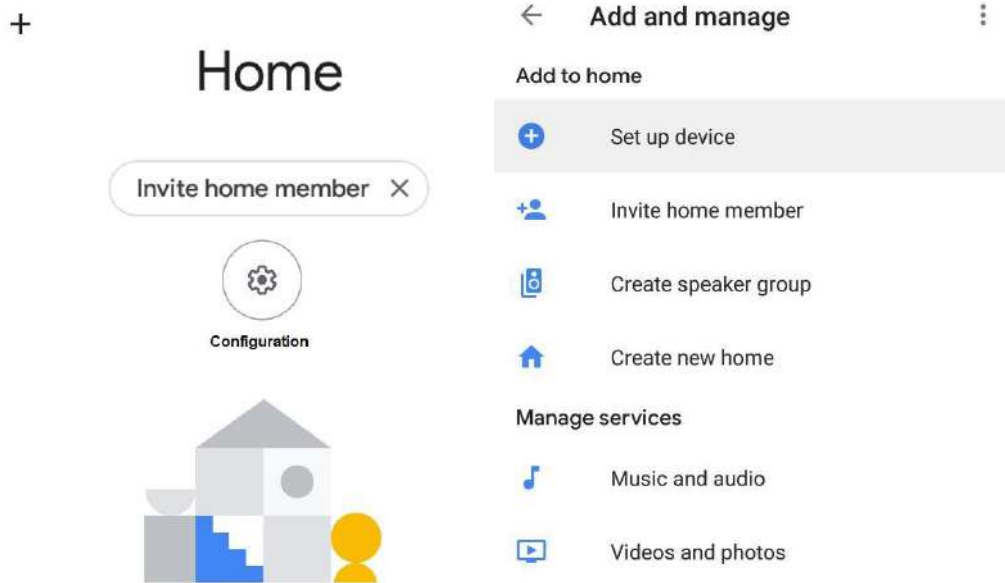 Home
Invite home member
Configuration
Add and manage
Add to home
Set up device
Invite home member
Create speaker group
Create new home
Manage services
Music and audio
Videos and photos